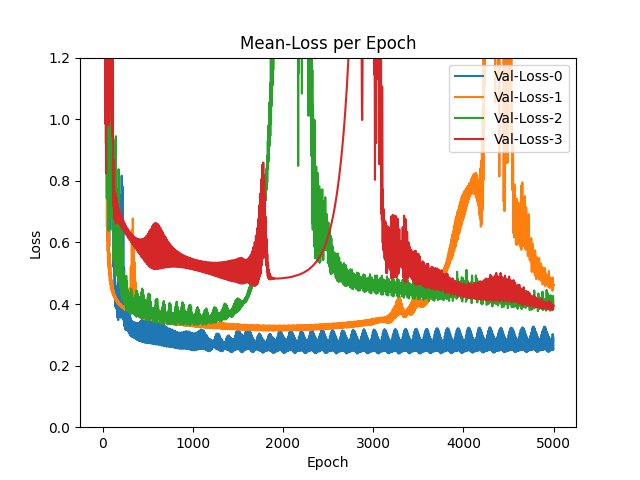 Mean-Loss per Epoch
Val-Loss-0
Val-Loss-1
Val-Loss-2
Val-Loss-3
Loss
1.2
1.0
0.8
0.6
0.4
0.2
0.0
0 1000 2000 3000 4000 5000
Epoch